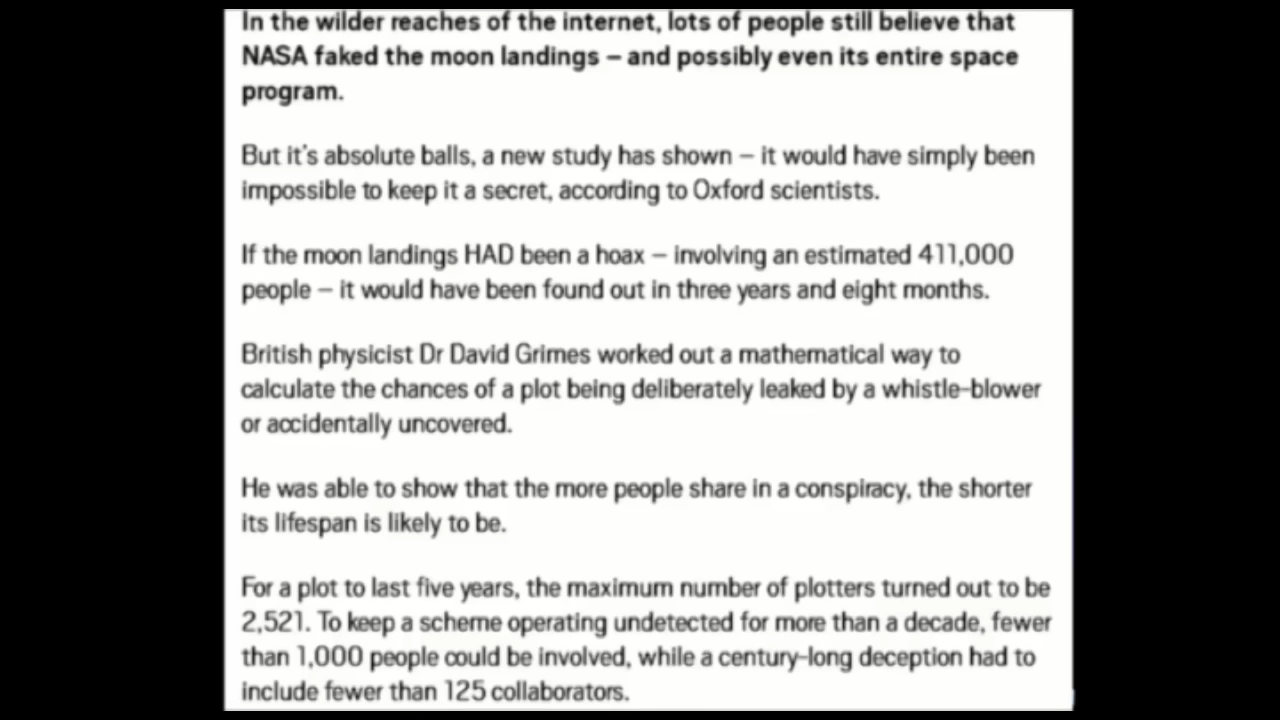 In the wilder reaches of the internet, lots of people still believe that
NASA faked the moon landings – and possibly even its entire space
program.
But it's absolute balls, a new study has shown – it would have simply been
impossible to keep it a secret, according to Oxford scientists.
If the moon landings HAD been a hoax – involving an estimated 411,000
people – it would have been found out in three years and eight months.
British physicist Dr David Grimes worked out a mathematical way to
calculate the chances of a plot being deliberately leaked by a whistle-blower
or accidentally uncovered.
He was able to show that the more people share in a conspiracy, the shorter
its lifespan is likely to be.
For a plot to last five years, the maximum number of plotters turned out to be
2,521. To keep a scheme operating undetected for more than a decade, fewer
than 1,000 people could be involved, while a century-long deception had to
include fewer than 125 collaborators.